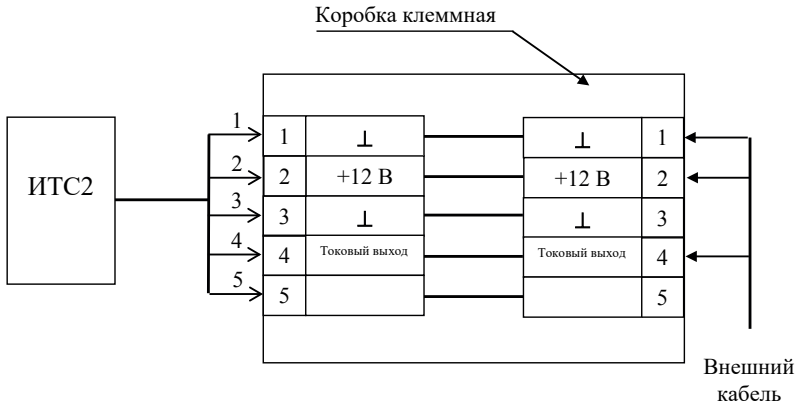 Коробка клеммная
ИТС2
1 1 ⊥ ⊥ 1
2 2 +12 В +12 В 2
3 3 ⊥ ⊥ 3
4 4 Токовый выход Токовый выход 4
5 5 5
Внешний
кабель